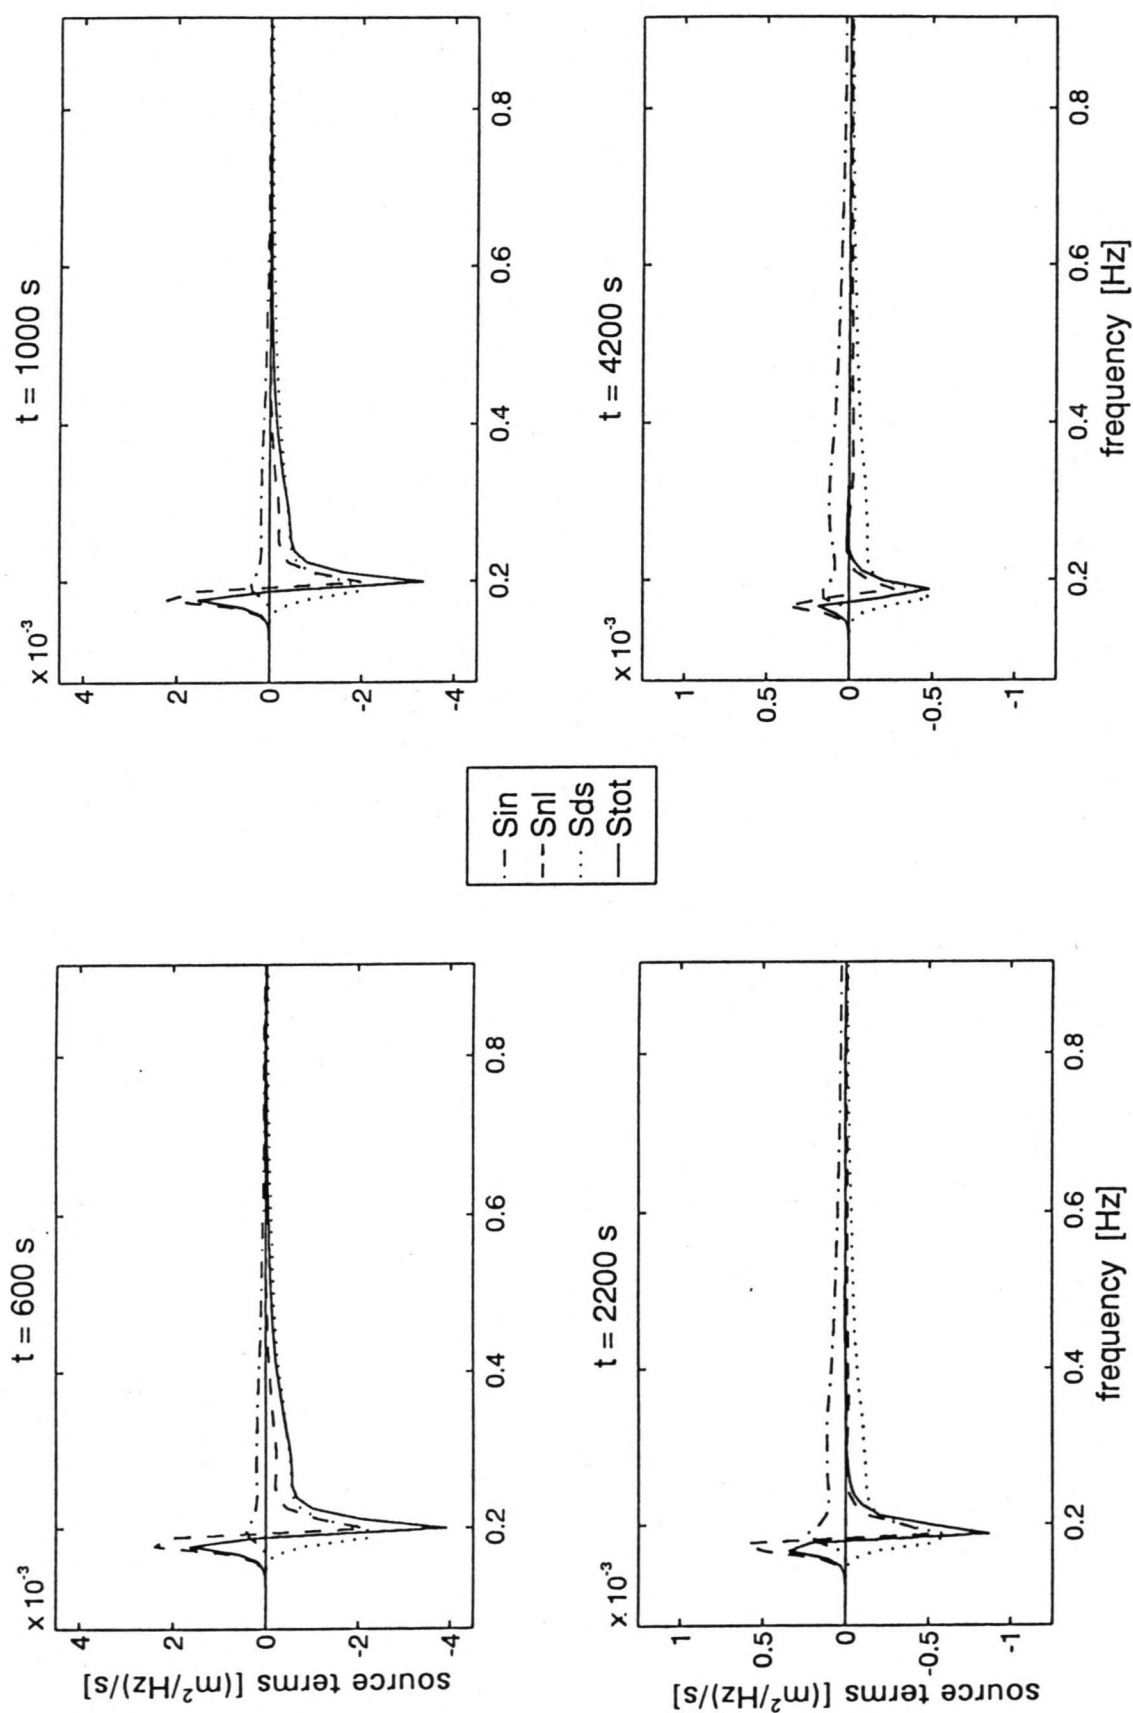 t = 600 s
x 10⁻³
4
2
0
-2
-4
0.2
0.4
0.6
0.8
source terms [(m²/Hz)/s]
t = 1000 s
x 10⁻³
4
2
0
-2
-4
0.2
0.4
0.6
0.8
Sin
Snl
Sds
Stot
t = 2200 s
x 10⁻³
1
0.5
0
-0.5
-1
0.2
0.4
0.6
0.8
source terms [(m²/Hz)/s]
frequency [Hz]
t = 4200 s
x 10⁻³
1
0.5
0
-0.5
-1
0.2
0.4
0.6
0.8
frequency [Hz]